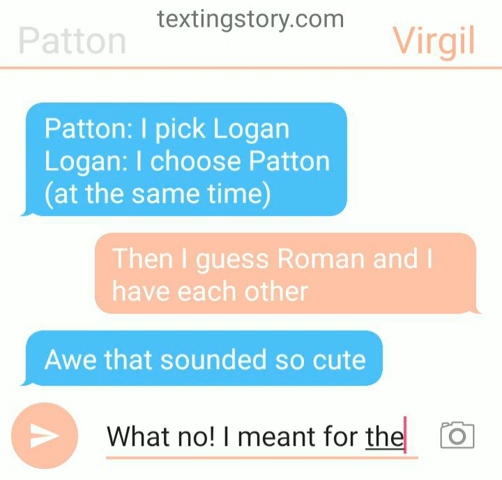 textingstory.com
Patton
Virgil
Patton: I pick Logan
Logan: I choose Patton
(at the same time)
Then I guess Roman and I
have each other
Awe that sounded so cute
What no! I meant for the